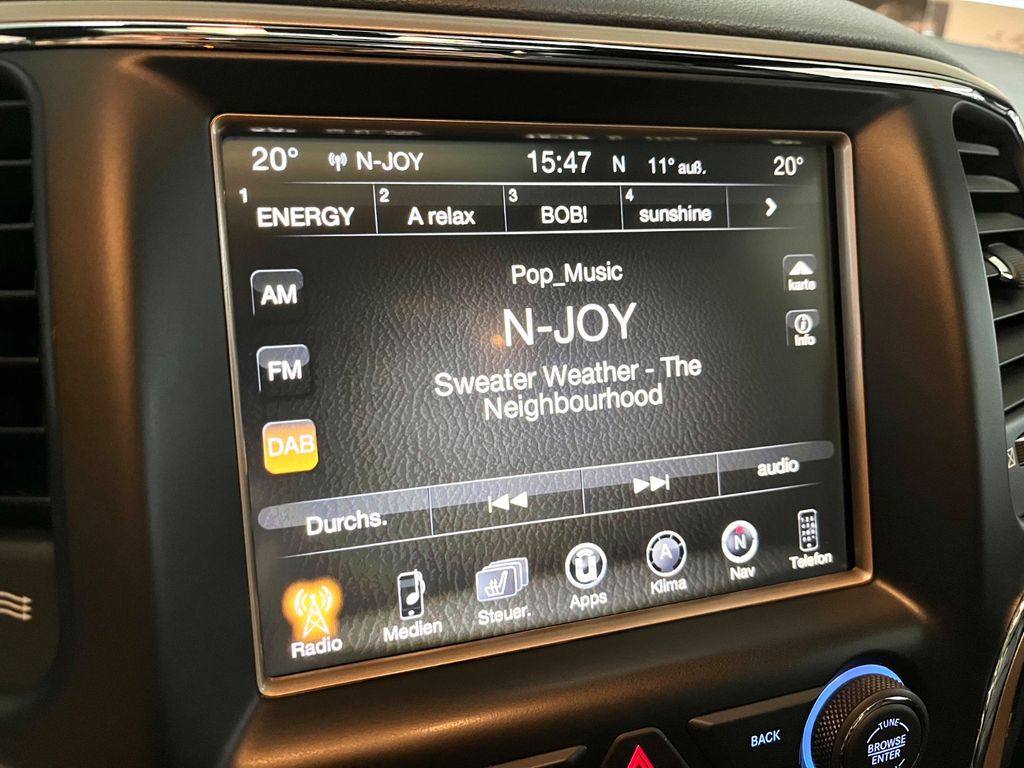 20° N-JOY 15:47 N 11° auß. 20°
1 ENERGY 2 A relax 3 BOB! 4 sunshine
Pop_Music
karte
AM
N-JOY
Info
FM
Sweater Weather - The
Neighbourhood
DAB
Durchs. audio
Radio Medien Steuer. Apps A Klima N Nav Telefon
BACK
TUNE
BROWSE
ENTER